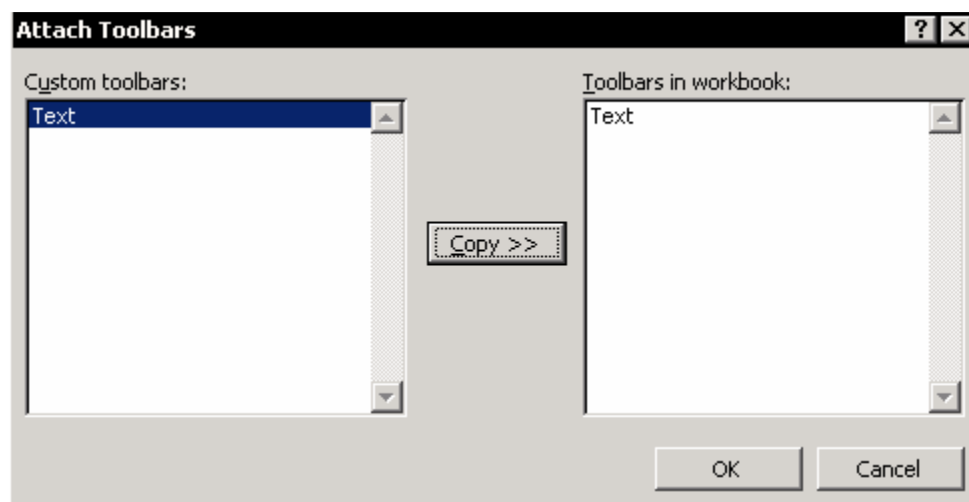 Attach Toolbars
Custom toolbars:
Text
Copy >>
Toolbars in workbook:
Text
OK
Cancel